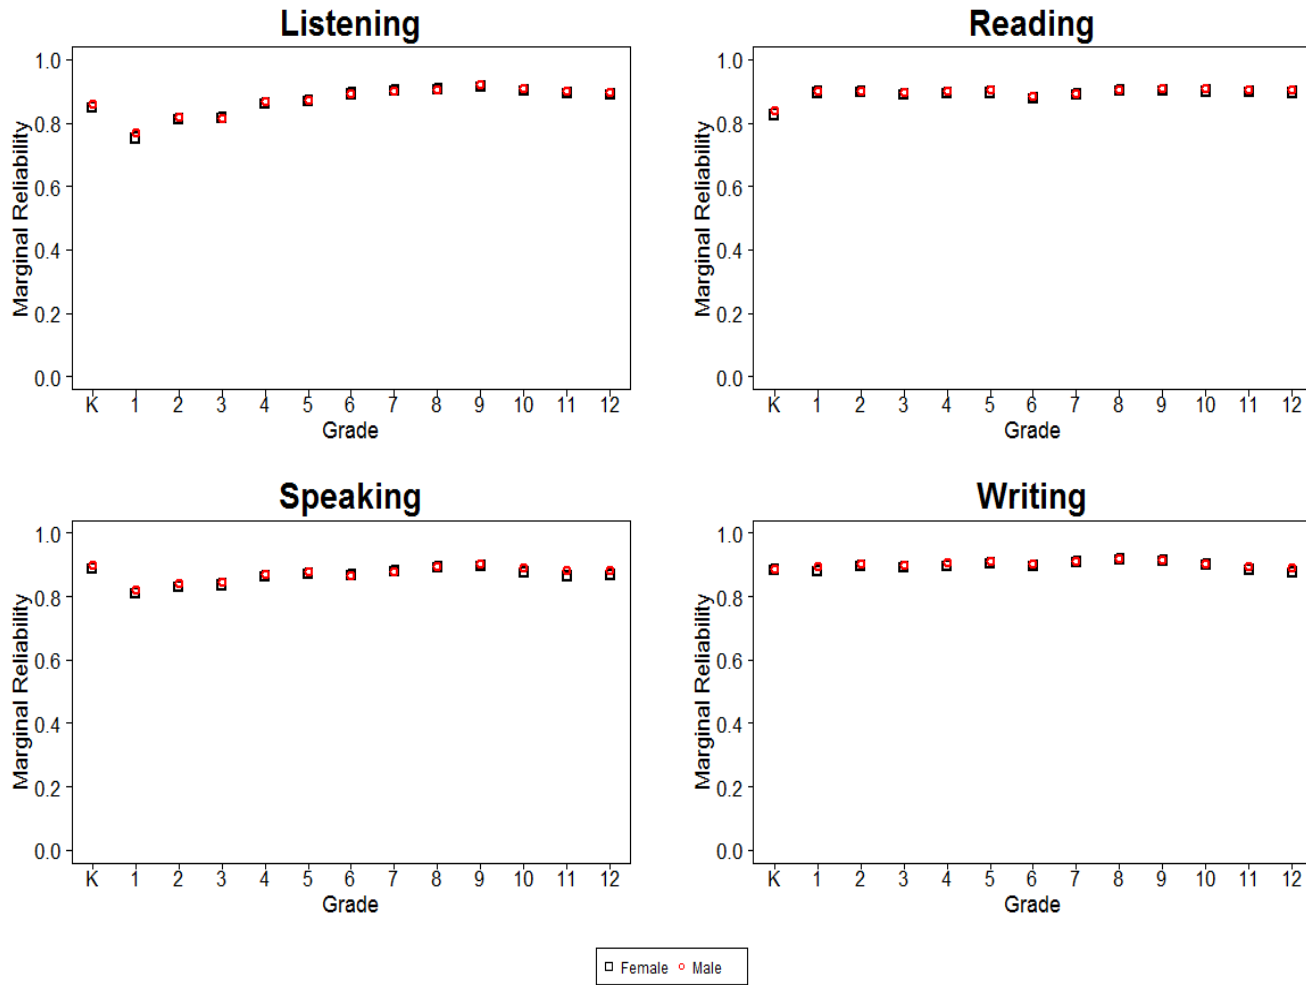 Listening
Marginal Reliability
1.0
0.8
0.6
0.4
0.2
0.0
K 1 2 3 4 5 6 7 8 9 10 11 12
Grade
Reading
Marginal Reliability
1.0
0.8
0.6
0.4
0.2
0.0
K 1 2 3 4 5 6 7 8 9 10 11 12
Grade
Speaking
Marginal Reliability
1.0
0.8
0.6
0.4
0.2
0.0
K 1 2 3 4 5 6 7 8 9 10 11 12
Grade
Writing
Marginal Reliability
1.0
0.8
0.6
0.4
0.2
0.0
K 1 2 3 4 5 6 7 8 9 10 11 12
Grade
Female Male